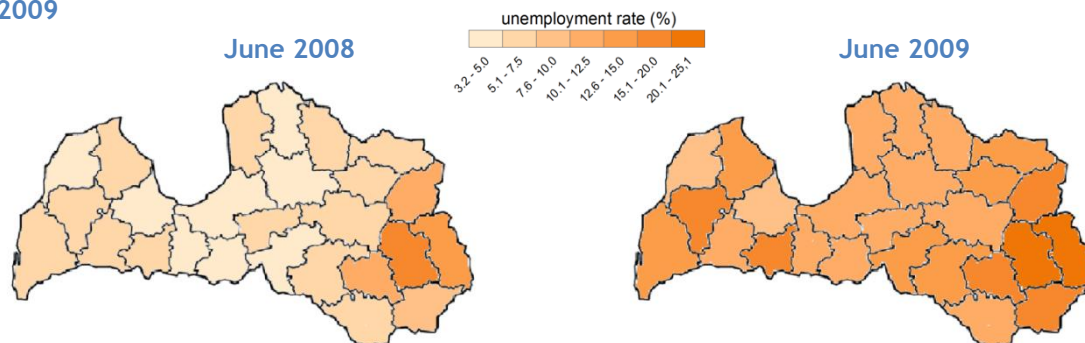 2009
unemployment rate (%)
June 2008
June 2009
3.2 - 5.0
5.1 - 7.5
7.6 - 10.0
10.1 - 12.5
12.6 - 15.0
15.1 - 20.0
20.1 - 25.1